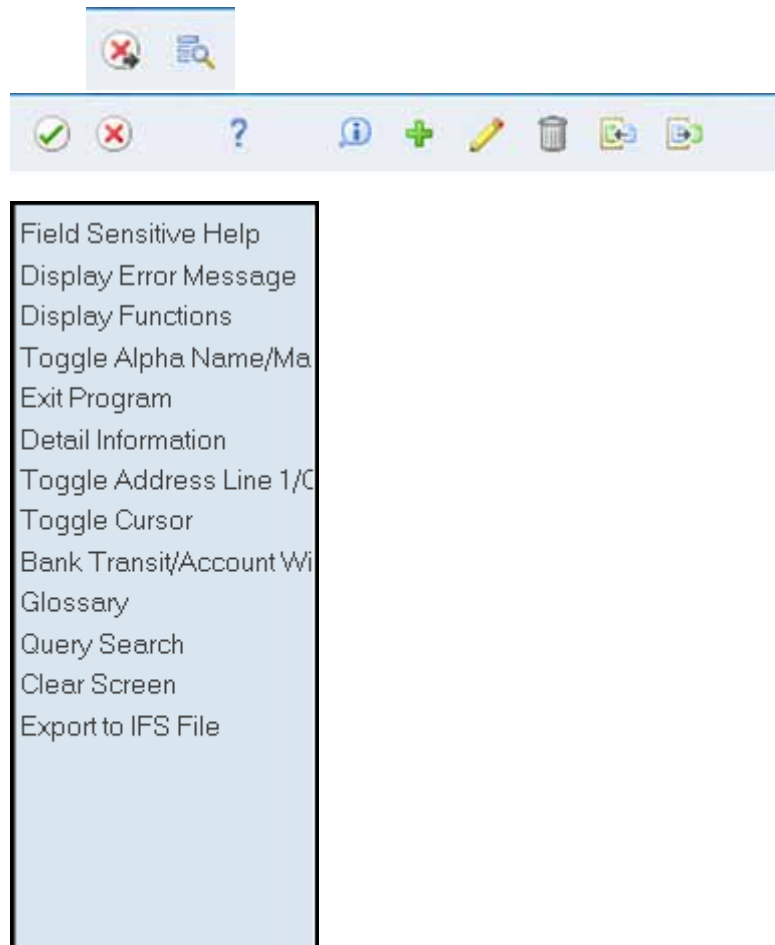 ?
Field Sensitive Help
Display Error Message
Display Functions
Toggle Alpha Name/Ma
Exit Program
Detail Information
Toggle Address Line 1/C
Toggle Cursor
Bank Transit/Account Wi
Glossary
Query Search
Clear Screen
Export to IFS File